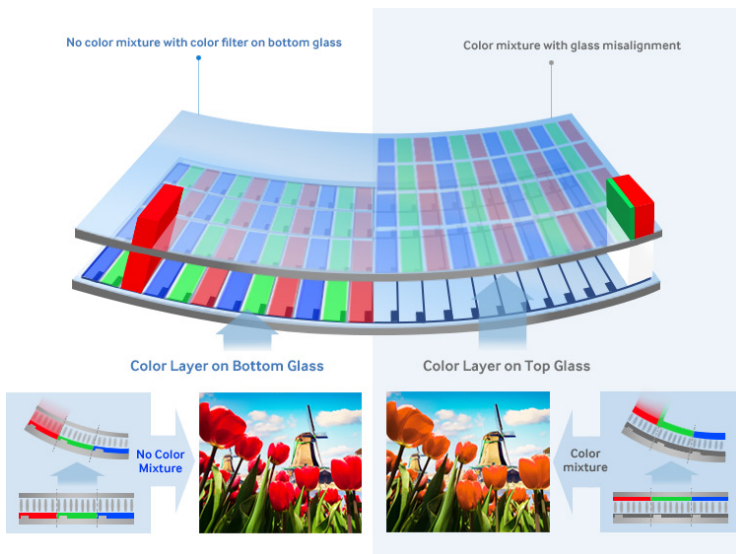 No color mixture with color filter on bottom glass
Color mixture with glass misalignment
Color Layer on Bottom Glass
Color Layer on Top Glass
No Color
Mixture
Color
mixture